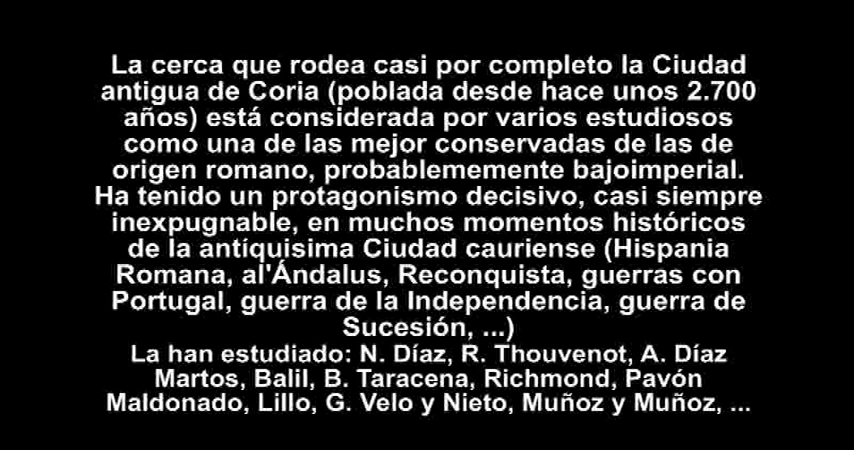 La cerca que rodea casi por completo la Ciudad
antigua de Coria (poblada desde hace unos 2.700
años) está considerada por varios estudiosos
como una de las mejor conservadas de las de
origen romano, probablememente bajoimperial.
Ha tenido un protagonismo decisivo, casi siempre
inexpugnable, en muchos momentos históricos
de la antíquisima Ciudad cauriense (Hispania
Romana, al'Ándalus, Reconquista, guerras con
Portugal, guerra de la Independencia, guerra de
Sucesión, ...)
La han estudiado: N. Díaz, R. Thouvenot, A. Díaz
Martos, Balil, B. Taracena, Richmond, Pavón
Maldonado, Lillo, G. Velo y Nieto, Muñoz y Muñoz, ...